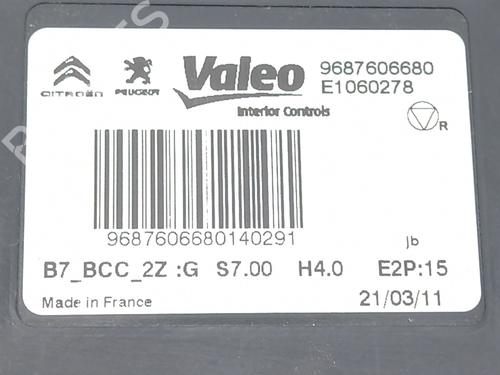 CITROËN PEUGEOT Valeo 9687606680
E1060278
Interior Controls
R
9687606680140291
jb
B7_BCC_2Z :G S7.00 H4.0 E2P:15
Made in France 21/03/11